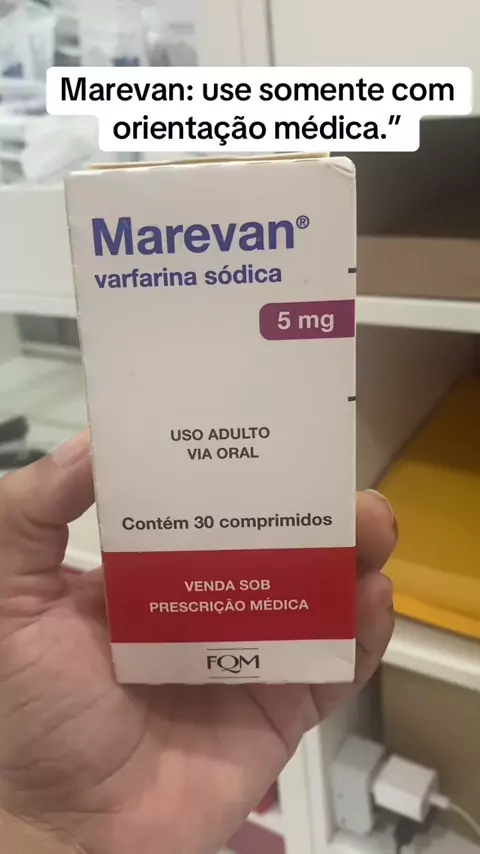 Marevan: use somente com
orientação médica.”
Marevan®
varfarina sódica
5 mg
USO ADULTO
VIA ORAL
Contém 30 comprimidos
VENDA SOB
PRESCRIÇÃO MÉDICA
FQM